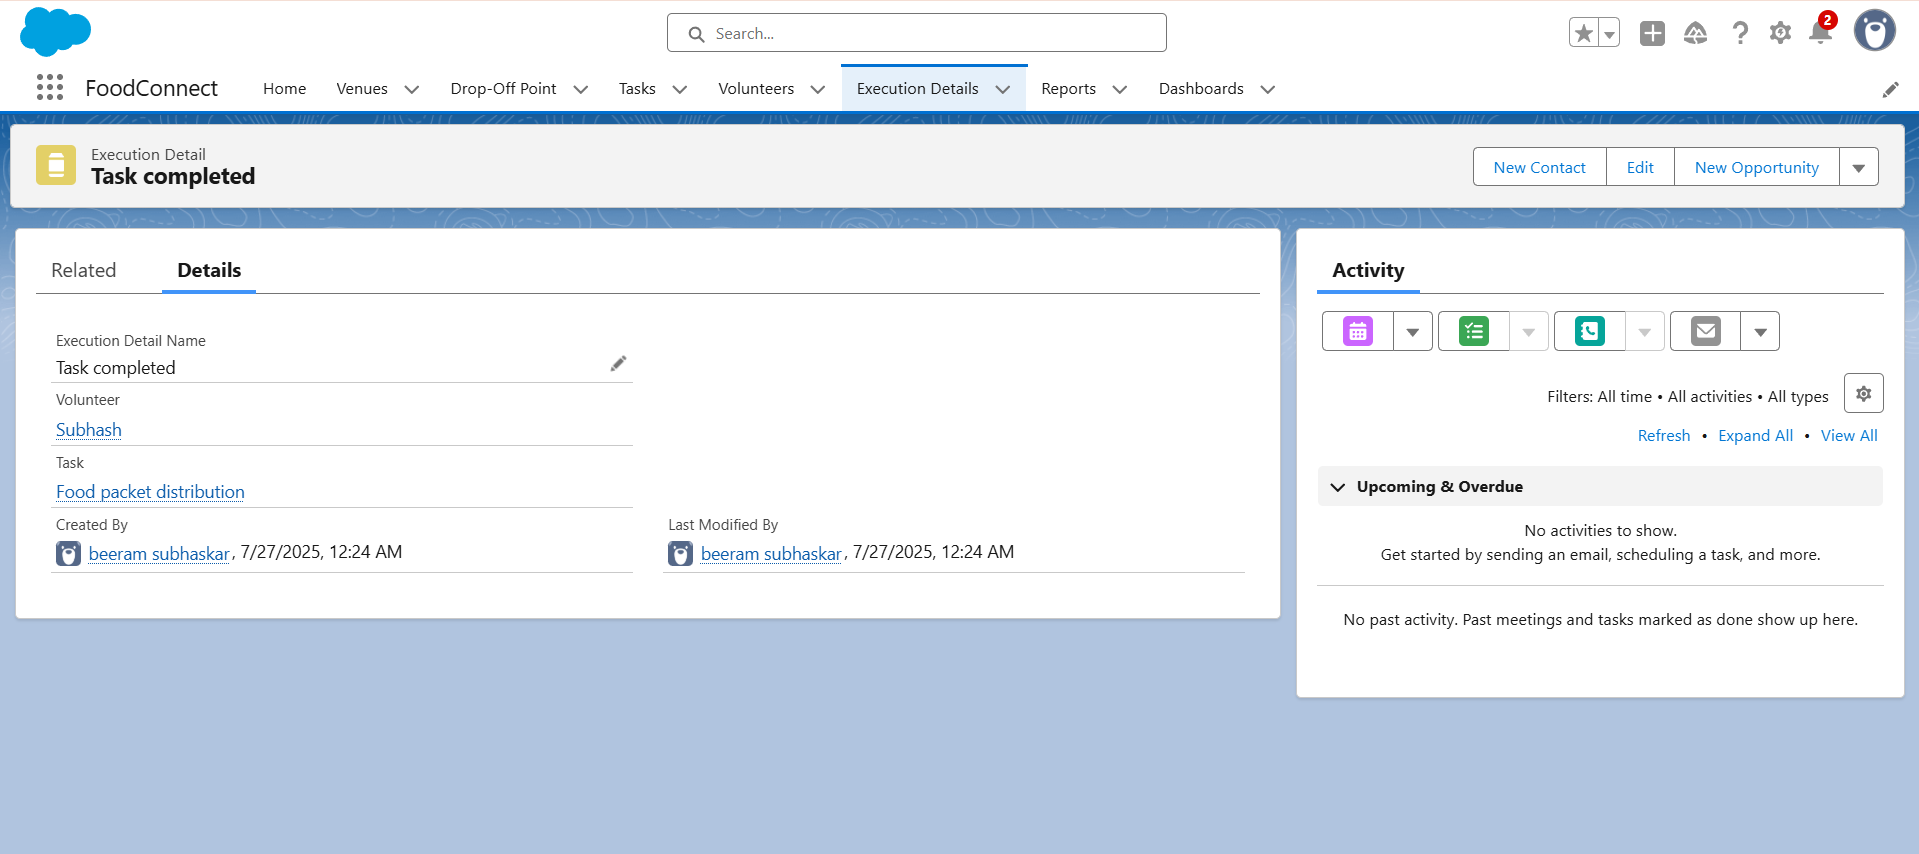 Search...
2
FoodConnect
Home
Venues
Drop-Off Point
Tasks
Volunteers
Execution Details
Reports
Dashboards
Execution Detail
Task completed
New Contact
Edit
New Opportunity
Related
Details
Execution Detail Name
Task completed
Volunteer
Subhash
Task
Food packet distribution
Created By
beeram subhaskar, 7/27/2025, 12:24 AM
Last Modified By
beeram subhaskar, 7/27/2025, 12:24 AM
Activity
Filters: All time • All activities • All types
Refresh • Expand All • View All
Upcoming & Overdue
No activities to show.
Get started by sending an email, scheduling a task, and more.
No past activity. Past meetings and tasks marked as done show up here.